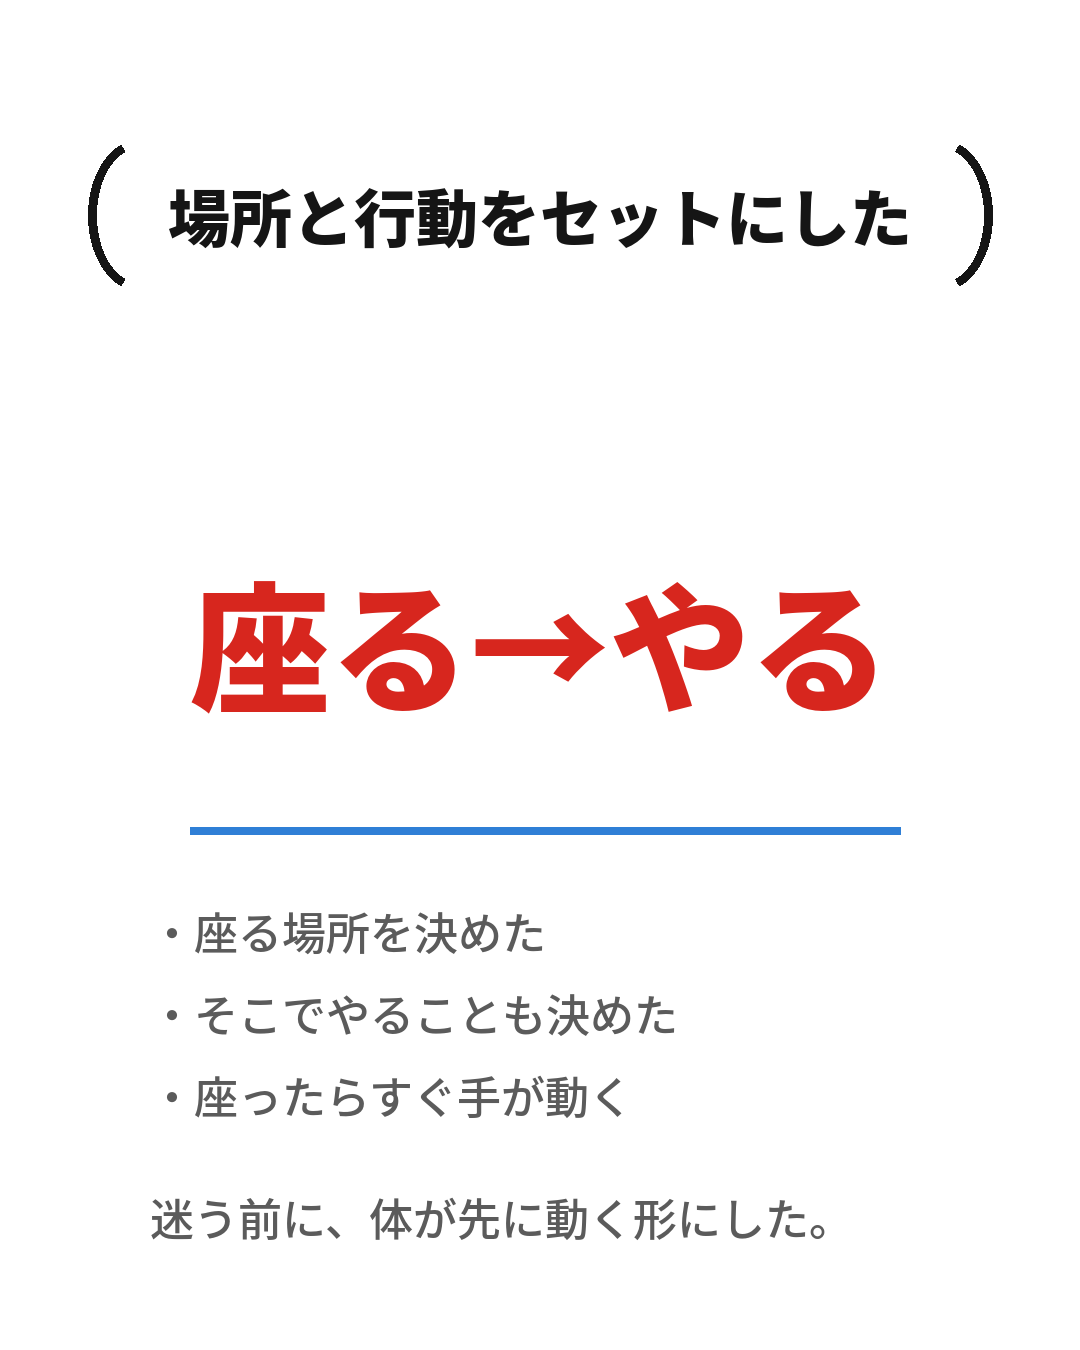 (場所と行動をセットにした)
座る→やる
・座る場所を決めた
・そこでやることも決めた
・座ったらすぐ手が動く
迷う前に、体が先に動く形にした。